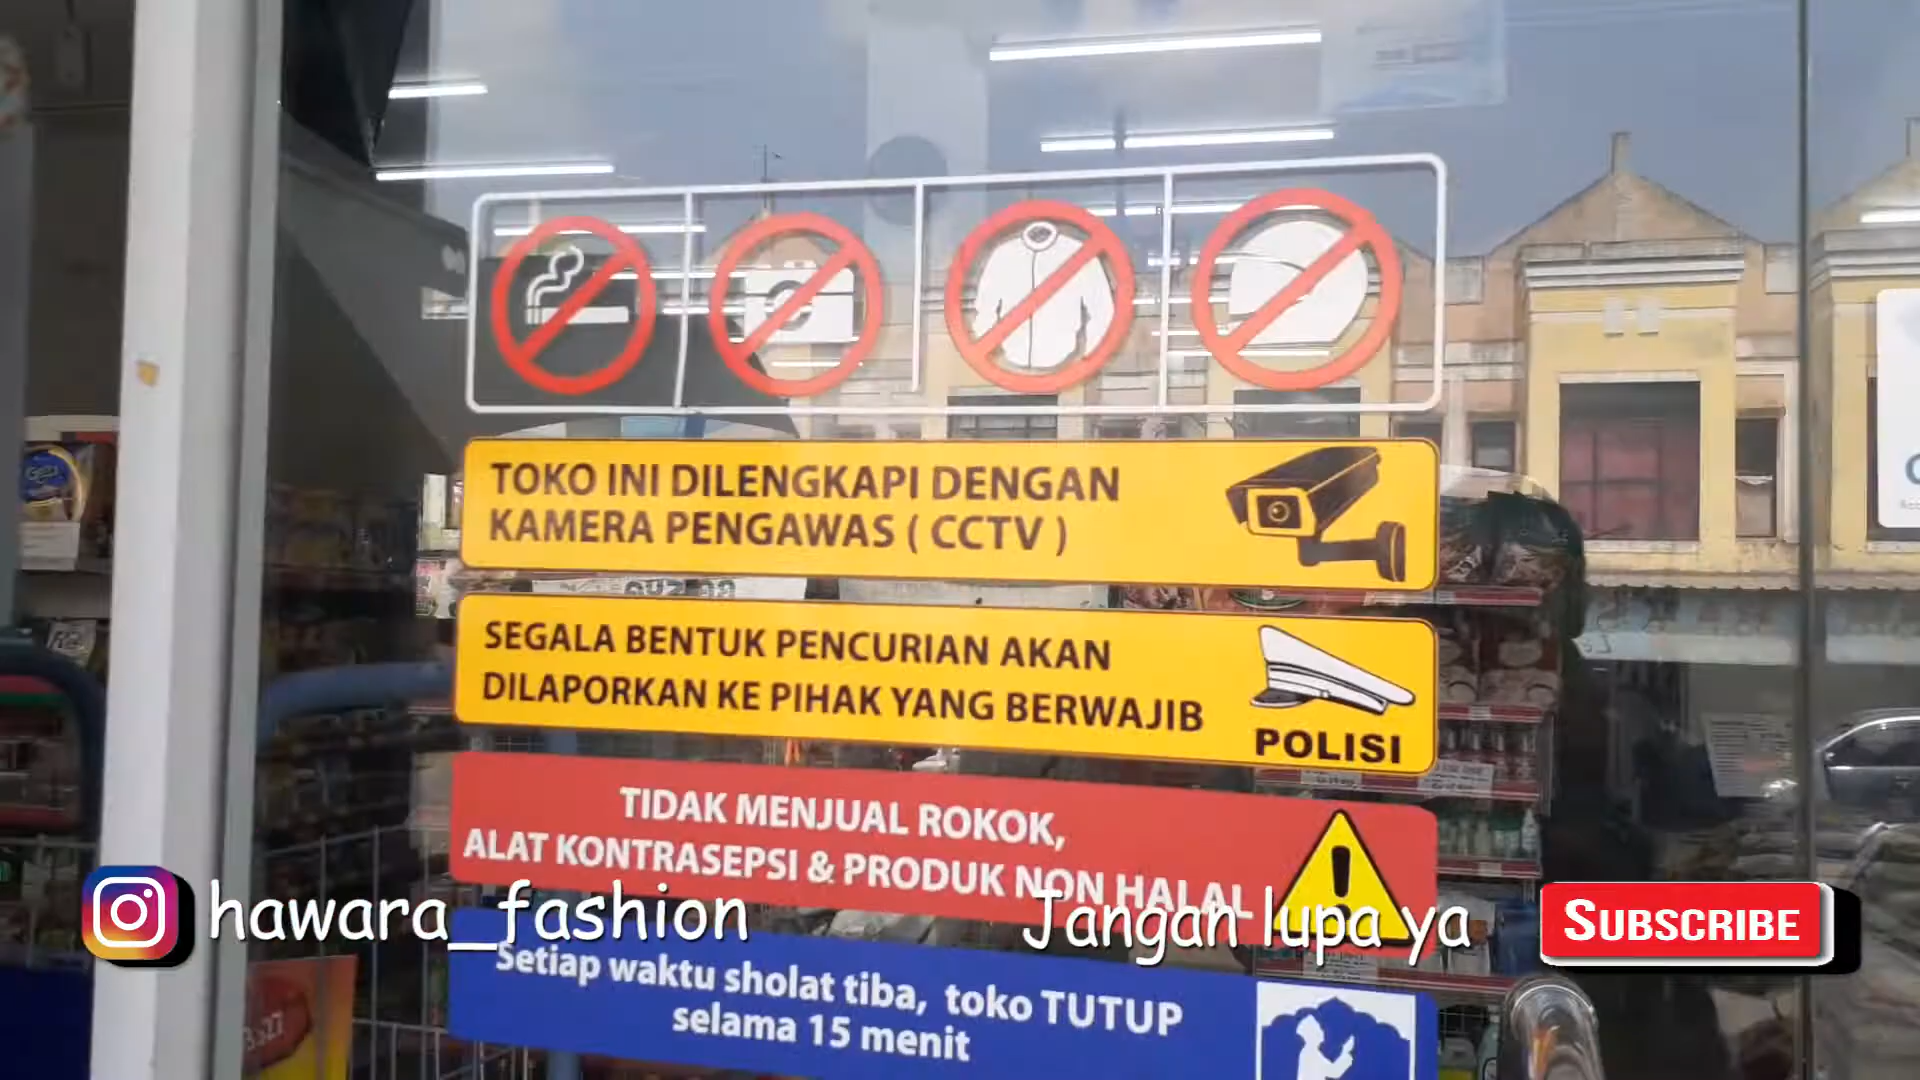 TOKO INI DILENGKAPI DENGAN
KAMERA PENGAWAS ( CCTV )
SEGALA BENTUK PENCURIAN AKAN
DILAPORKAN KE PIHAK YANG BERWAJIB
POLISI
TIDAK MENJUAL ROKOK,
ALAT KONTRASEPSI & PRODUK NON HALAL
hawara_fashion
Jangan lupa ya
SUBSCRIBE
Setiap waktu sholat tiba, toko TUTUP
selama 15 menit